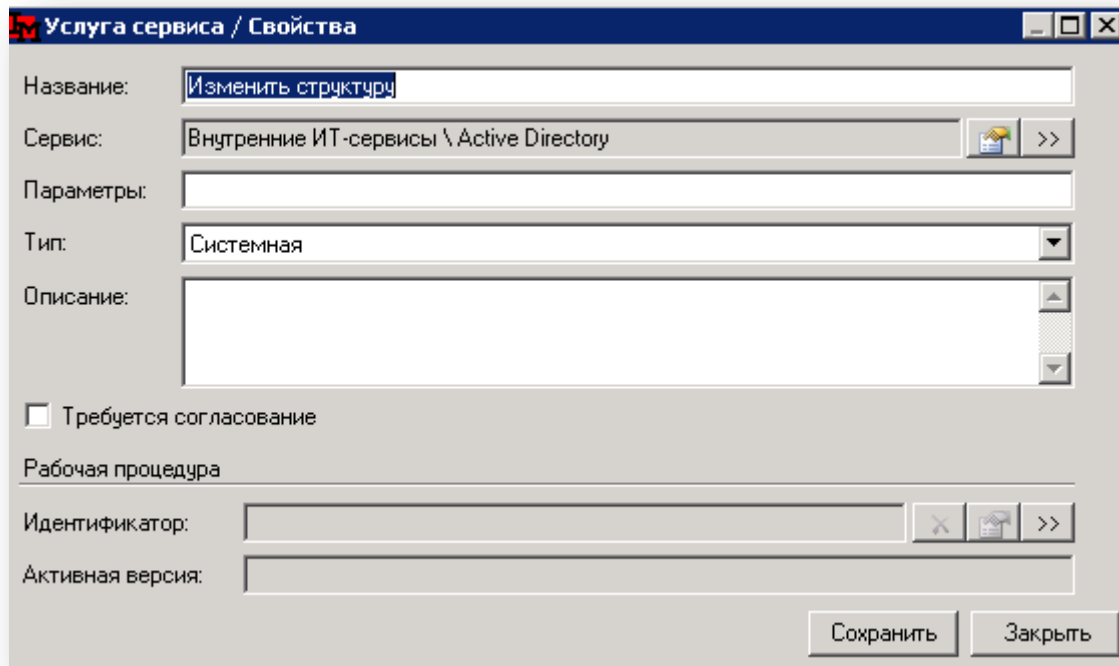 Услуга сервиса / Свойства
Название: Изменить структуру
Сервис: Внутренние ИТ-сервисы \ Active Directory >>
Параметры:
Тип: Системная
Описание:
Требуется согласование
Рабочая процедура
Идентификатор: >>
Активная версия:
Сохранить Закрыть